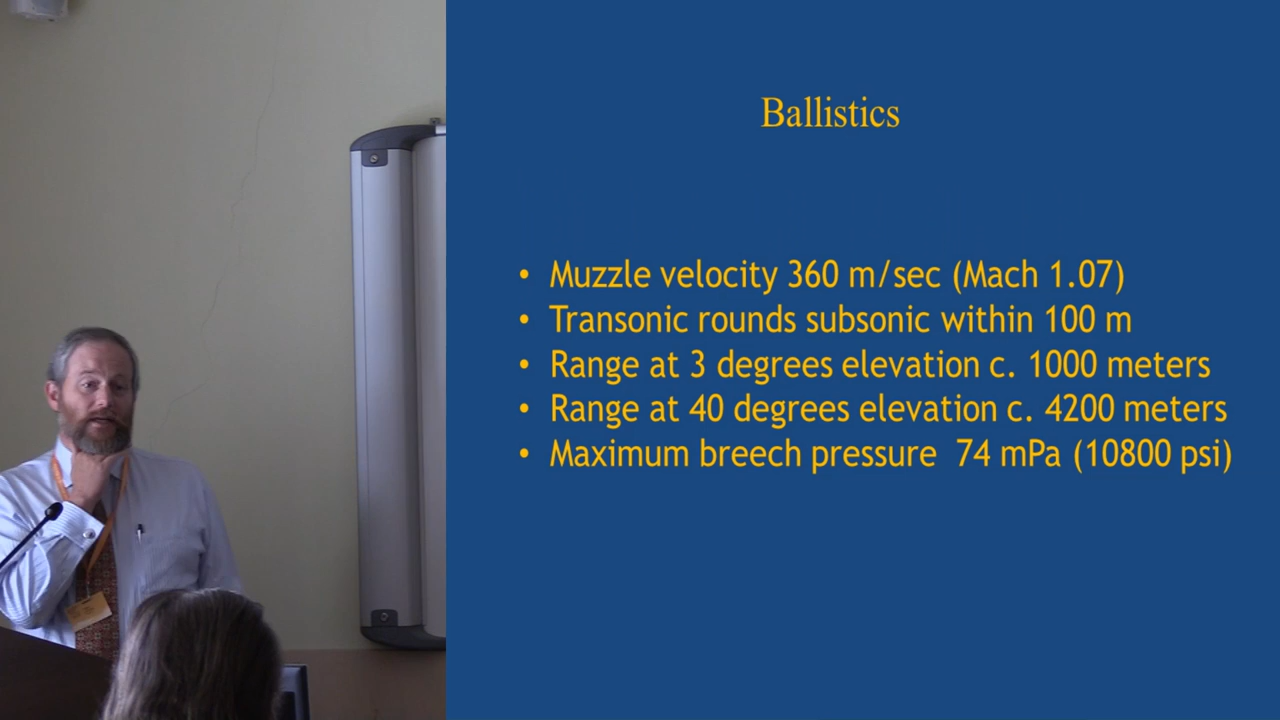 Ballistics
• Muzzle velocity 360 m/sec (Mach 1.07)
• Transonic rounds subsonic within 100 m
• Range at 3 degrees elevation c. 1000 meters
• Range at 40 degrees elevation c. 4200 meters
• Maximum breech pressure  74 mPa (10800 psi)